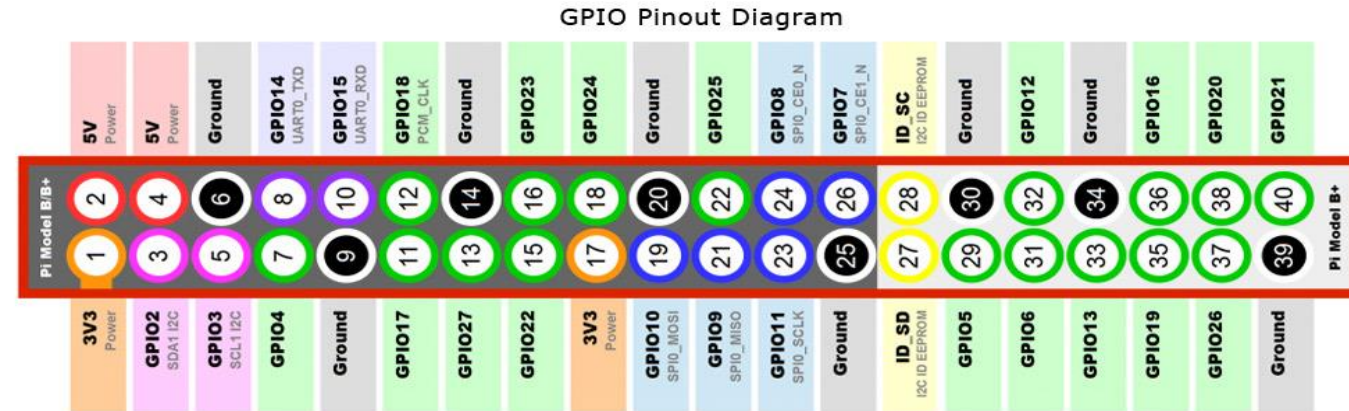 GPIO Pinout Diagram
5V
Power
5V
Power
Ground
GPIO14
UART0_TXD
GPIO15
UART0_RXD
GPIO18
PCM_CLK
Ground
GPIO23
GPIO24
Ground
GPIO25
GPIO8
SPI0_CE0_N
GPIO7
SPI0_CE1_N
ID_SC
I2C ID EEPROM
Ground
GPIO12
Ground
GPIO16
GPIO20
GPIO21
Pi Model B/B+
2 4 6 8 10 12 14 16 18 20 22 24 26 28 30 32 34 36 38 40
1 3 5 7 9 11 13 15 17 19 21 23 25 27 29 31 33 35 37 39
Pi Model B+
3V3
Power
GPIO2
SDA1 I2C
GPIO3
SCL1 I2C
GPIO4
Ground
GPIO17
GPIO27
GPIO22
3V3
Power
GPIO10
SPI0_MOSI
GPIO9
SPI0_MISO
GPIO11
SPI0_SCLK
Ground
ID_SD
I2C ID EEPROM
GPIO5
GPIO6
GPIO13
GPIO19
GPIO26
Ground